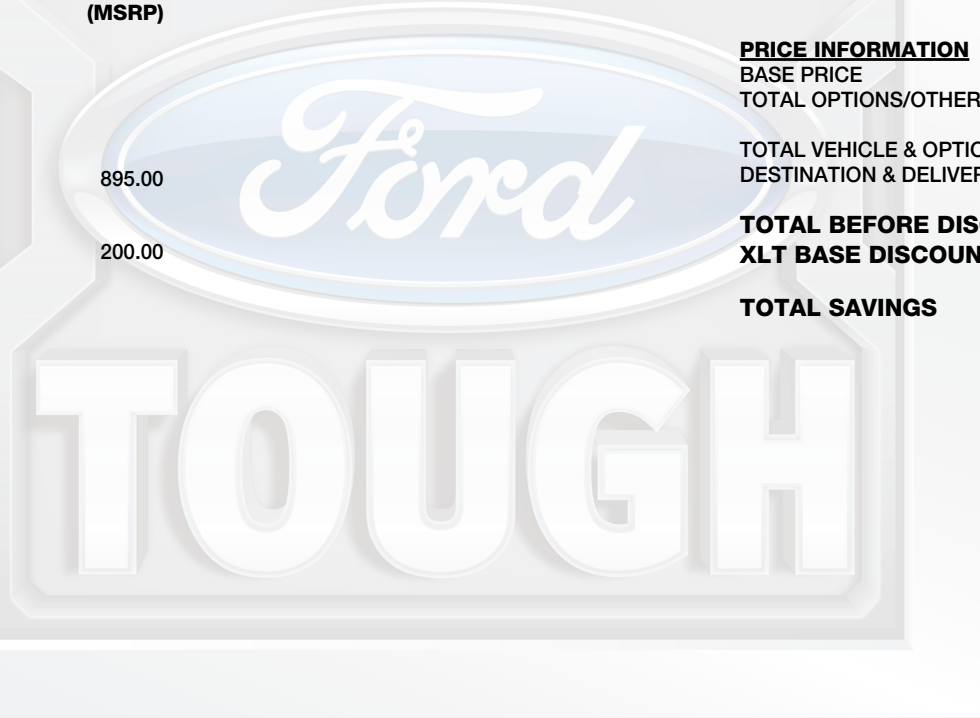 (MSRP)
895.00
200.00
PRICE INFORMATION
BASE PRICE
TOTAL OPTIONS/OTHER
TOTAL VEHICLE & OPTIO
DESTINATION & DELIVER
TOTAL BEFORE DIS
XLT BASE DISCOUN
TOTAL SAVINGS
Ford
TOUGH